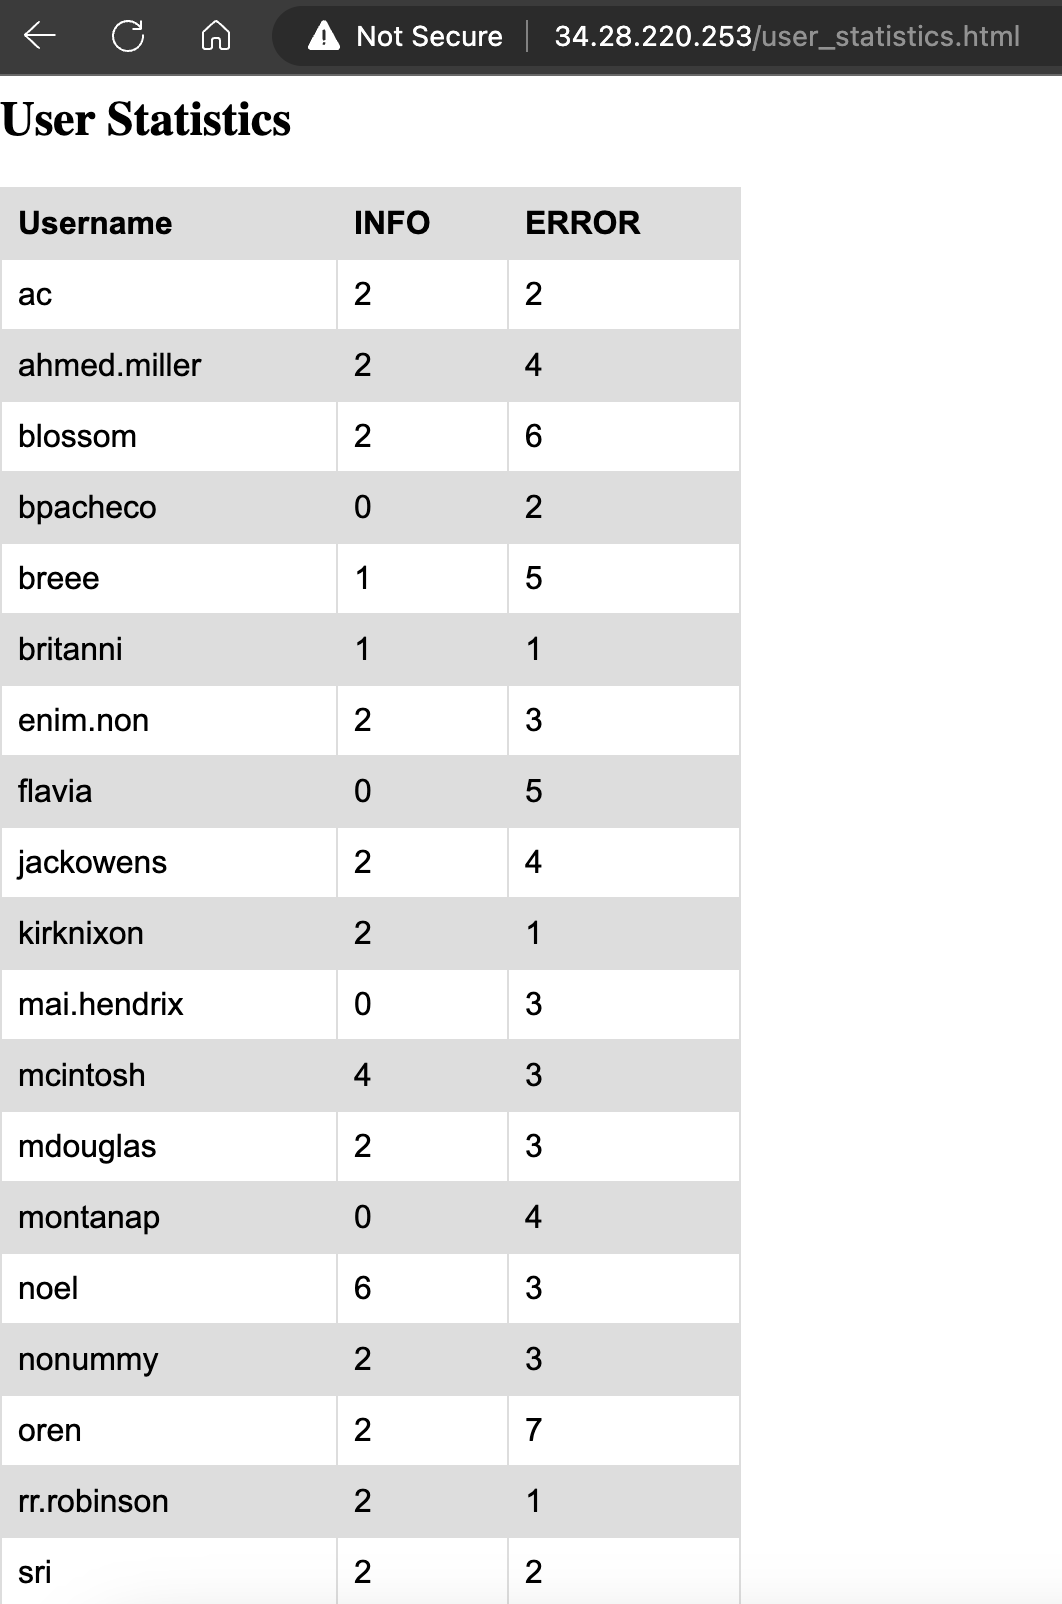 Not Secure 34.28.220.253/user_statistics.html
User Statistics
Username INFO ERROR
ac 2 2
ahmed.miller 2 4
blossom 2 6
bpacheco 0 2
breee 1 5
britanni 1 1
enim.non 2 3
flavia 0 5
jackowens 2 4
kirknixon 2 1
mai.hendrix 0 3
mcintosh 4 3
mdouglas 2 3
montanap 0 4
noel 6 3
nonummy 2 3
oren 2 7
rr.robinson 2 1
sri 2 2